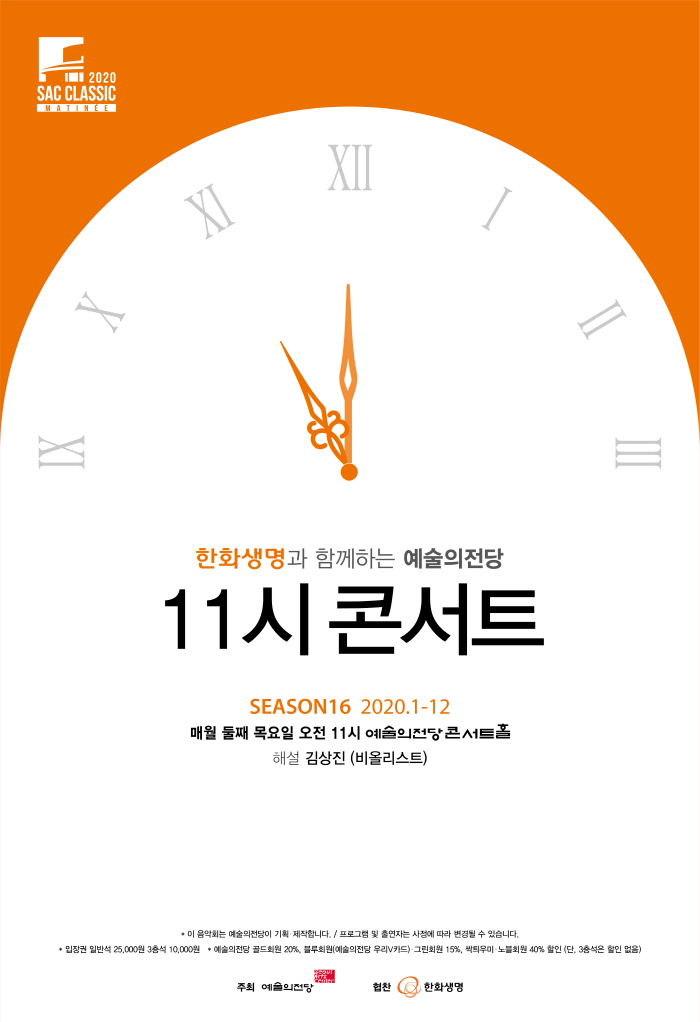 2020
SAC CLASSIC
MATINÉE
XII
XI
I
X
II
IX
III
한화생명과 함께하는 예술의전당
11시 콘서트
SEASON16 2020.1-12
매월 둘째 목요일 오전 11시 예술의전당 콘서트홀
해설 김상진 (비올리스트)
* 이 음악회는 예술의전당이 기획·제작합니다. / 프로그램 및 출연자는 사정에 따라 변경될 수 있습니다.
* 입장권 일반석 25,000원 3층석 10,000원 * 예술의전당 골드회원 20%, 블루회원(예술의전당 우리V카드)·그린회원 15%, 싹틔우미·노블회원 40% 할인 (단, 3층석은 할인 없음)
주최 예술의전당 SEOUL ARTS CENTER 협찬 한화생명